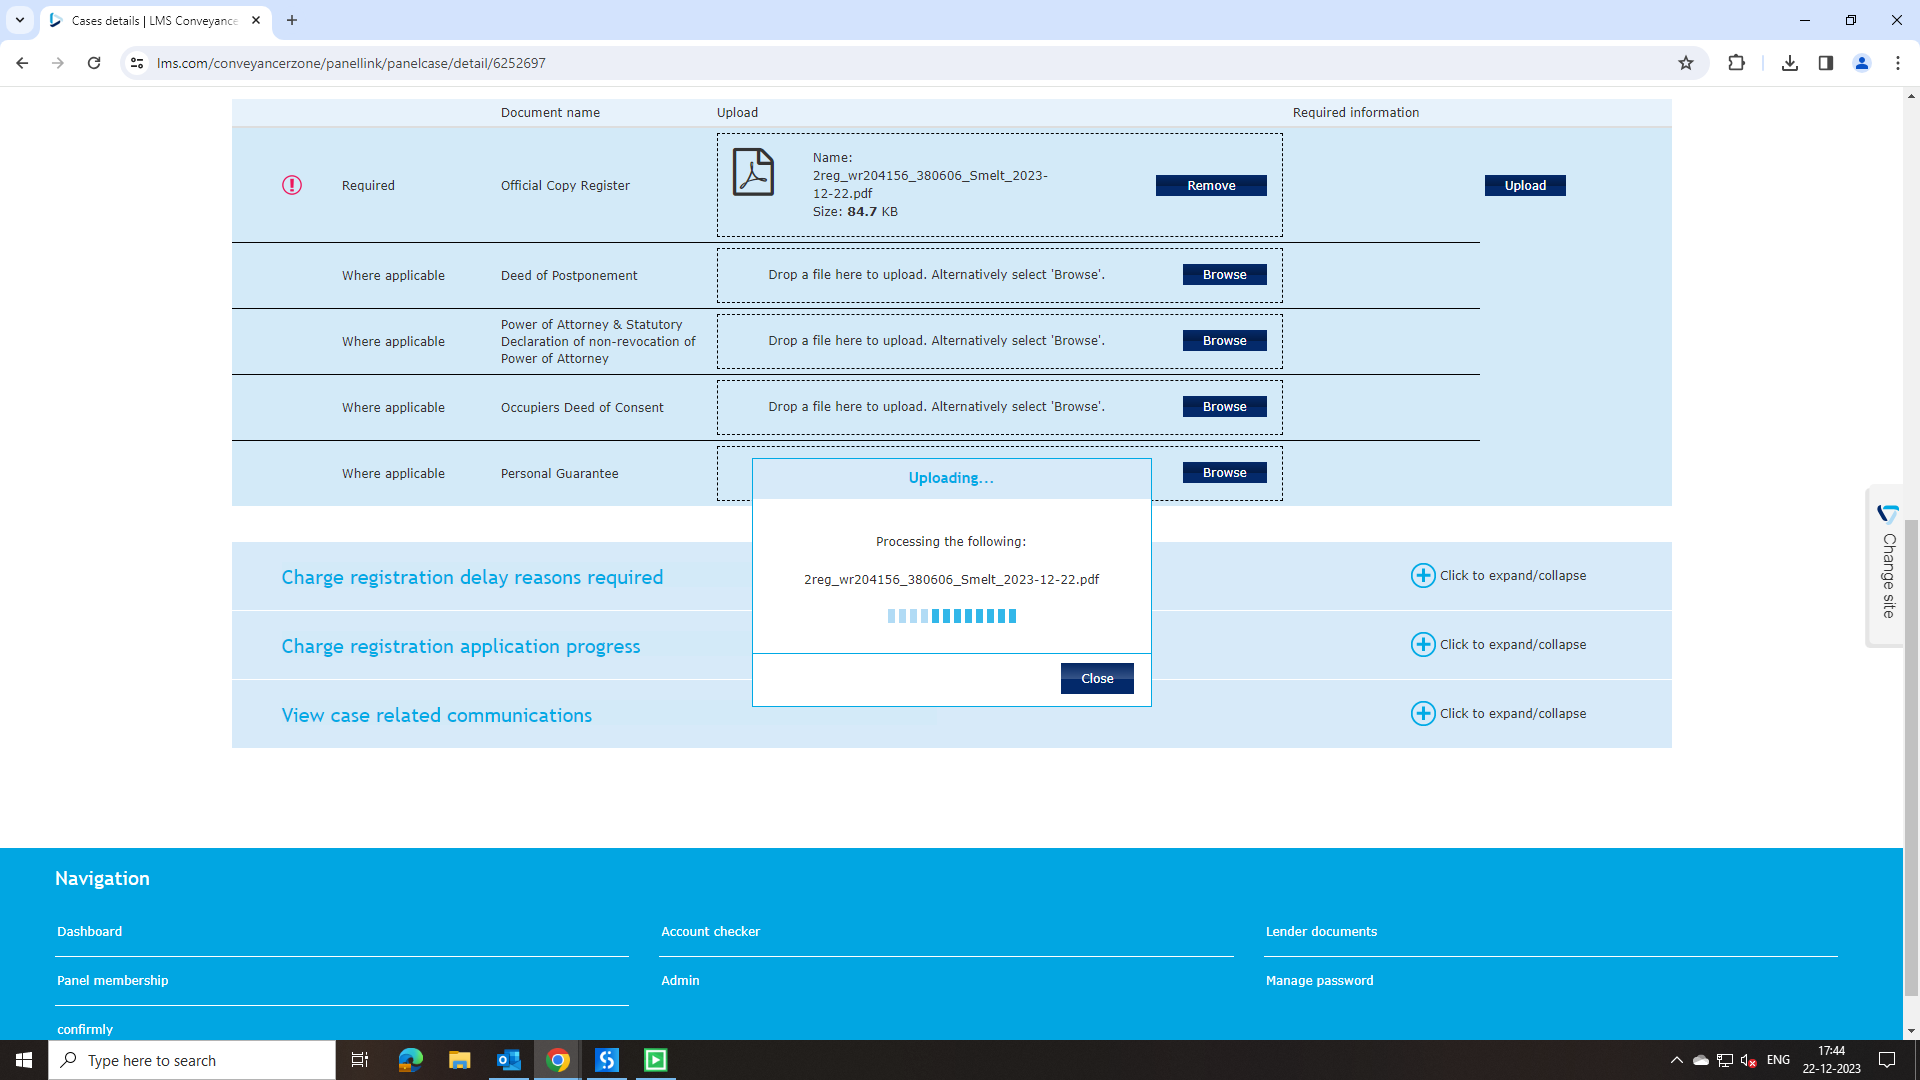 Cases details | LMS Conveyance
lms.com/conveyancerzone/panellink/panelcase/detail/6252697
Document name
Upload
Required information
Required
Official Copy Register
Name:
2reg_wr204156_380606_Smelt_2023-
12-22.pdf
Size: 84.7 KB
Remove
Upload
Where applicable
Deed of Postponement
Drop a file here to upload. Alternatively select 'Browse'.
Browse
Where applicable
Power of Attorney & Statutory
Declaration of non-revocation of
Power of Attorney
Drop a file here to upload. Alternatively select 'Browse'.
Browse
Where applicable
Occupiers Deed of Consent
Drop a file here to upload. Alternatively select 'Browse'.
Browse
Where applicable
Personal Guarantee
Browse
Uploading...
Processing the following:
2reg_wr204156_380606_Smelt_2023-12-22.pdf
Close
Charge registration delay reasons required
Click to expand/collapse
Charge registration application progress
Click to expand/collapse
View case related communications
Click to expand/collapse
Change site
Navigation
Dashboard
Account checker
Lender documents
Panel membership
Admin
Manage password
confirmly
Type here to search
ENG
17:44
22-12-2023